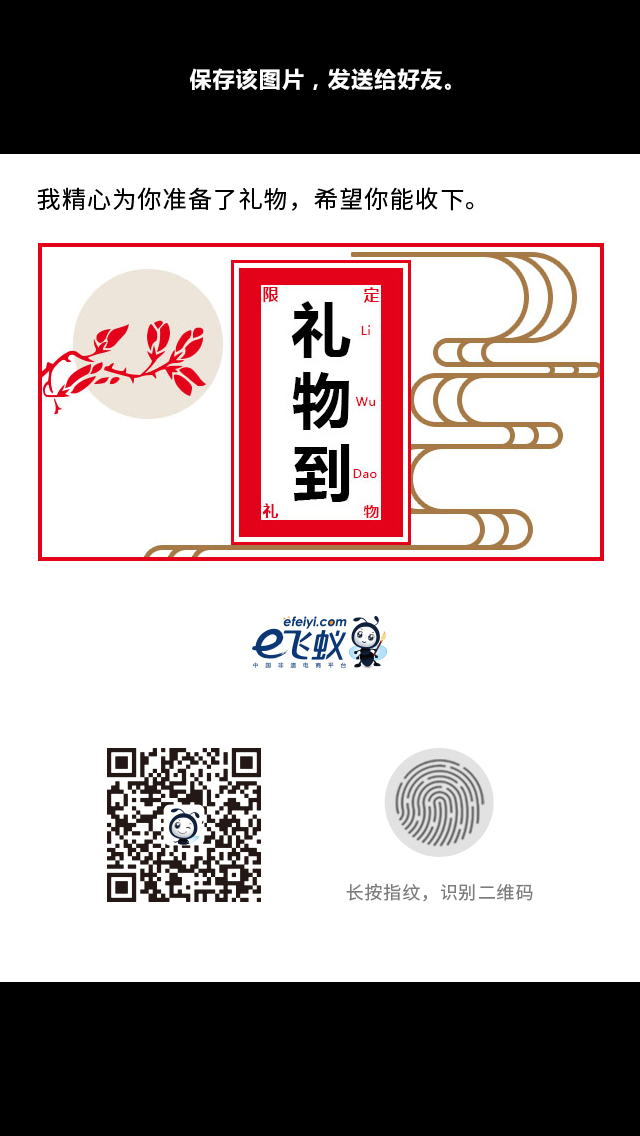 保存该图片，发送给好友。
我精心为你准备了礼物，希望你能收下。
限 定
礼 Li
物 Wu
到 Dao
礼 物
efeiyi.com
e飞蚁
中国非遗电商平台
长按指纹，识别二维码